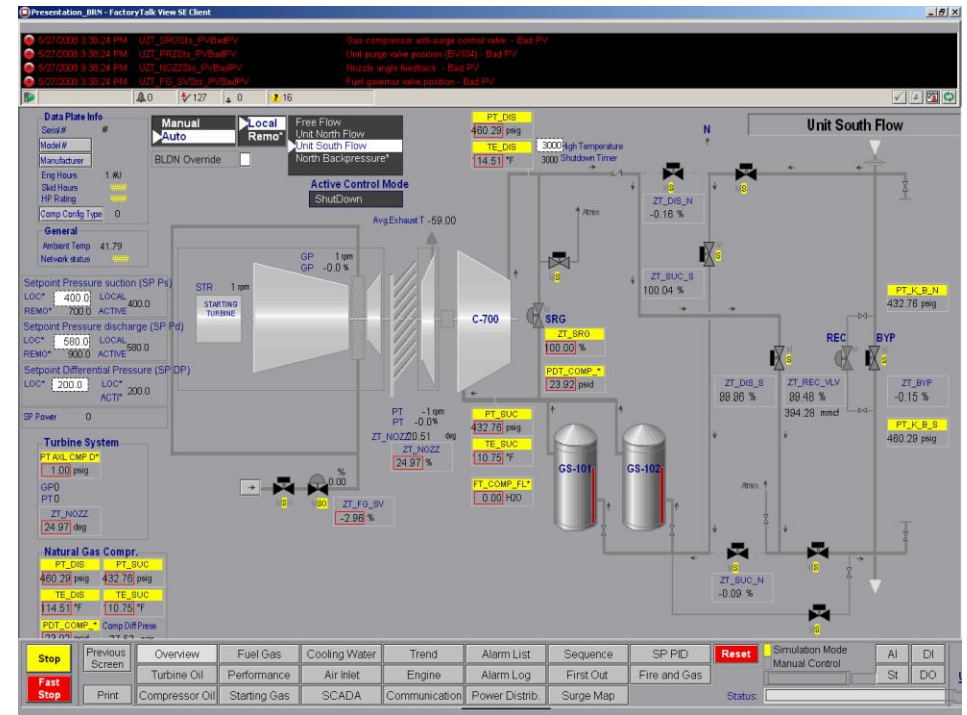 Presentation_BRN - FactoryTalk View SE Client
5/27/2008 3:38:24 PM UZT_SRGSts_PVBadPV Gas compressor anti-surge control valve - Bad PV
5/27/2008 3:38:24 PM UZT_PRZSts_PVBadPV Unit purge valve position (BV104) - Bad PV
5/27/2008 3:38:24 PM UZT_NOZZSts_PVBadPV Nozzle angle feedback - Bad PV
5/27/2008 3:38:24 PM UZT_FG_SVSts_PVBadPV Fuel governor valve position - Bad PV
0 127 0 16
Data Plate Info
Serial # #
Model #
Manufacturer
Eng Hours 1.#J
Skid Hours
HP Rating
Comp Config Type 0
General
Ambient Temp 41.79
Network status
Manual
Auto
Local
Remo*
Free Flow
Unit North Flow
Unit South Flow
North Backpressure*
BLDN Override
Active Control Mode
ShutDown
PT_DIS
460.29 psig
TE_DIS
114.51 °F
3000 High Temperature
3000 Shutdown Timer
N
Unit South Flow
Setpoint Pressure suction (SP Ps)
LOC* 400.0 LOCAL 400.0
REMO* 700.0 ACTIVE
Setpoint Pressure discharge (SP Pd)
LOC* 580.0 LOCAL 580.0
REMO* 900.0 ACTIVE
Setpoint Differential Pressure (SP DP)
LOC* 200.0 LOC* 200.0
ACTI*
SP Power 0
Avg.Exhaust T -59.00
GP 1 rpm
GP -0.0 %
STR 1 rpm
STARTING
TURBINE
C-700
Atmos
SRG
ZT_SRG
100.00 %
PDT_COMP_*
23.92 psid
ZT_DIS_N
-0.16 %
ZT_SUC_S
100.04 %
PT_K_B_N
432.76 psig
REC
BYP
ZT_DIS_S
99.96 %
ZT_REC_VLV
99.48 %
394.28 mmcf
ZT_BYP
-0.15 %
PT_K_B_S
460.29 psig
PT -1 rpm
PT -0.0%
ZT_NOZZ 20.51 deg
ZT_NOZZ
24.97 %
PT_SUC
432.76 psig
TE_SUC
110.75 °F
FT_COMP_FL*
0.00 H20
GS-101
GS-102
Atmos
% 0.00
ZT_FG_SV
-2.96 %
ZT_SUC_N
-0.09 %
Turbine System
PT AXL CMP D*
1.00 psig
GP 0
PT 0
ZT_NOZZ
24.97 deg
Natural Gas Compr.
PT_DIS PT_SUC
460.29 psig 432.76 psig
TE_DIS TE_SUC
114.51 °F 110.75 °F
PDT_COMP_* Comp Diff Press
Stop
Fast Stop
Previous Screen
Print
Overview Fuel Gas Cooling Water Trend Alarm List Sequence SP PID
Turbine Oil Performance Air Inlet Engine Alarm Log First Out Fire and Gas
Compressor Oil Starting Gas SCADA Communication Power Distrib. Surge Map
Reset
Simulation Mode
Manual Control
AI DI
St DO
Status: